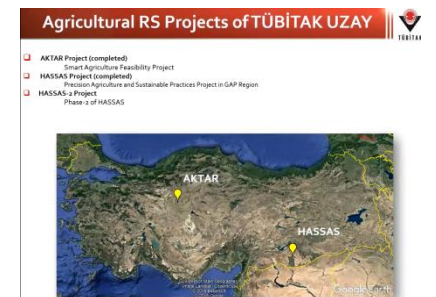 Agricultural RS Projects of TÜBİTAK UZAY
TÜBİTAK
AKTAR Project (completed)
Smart Agriculture Feasibility Project
HASSAS Project (completed)
Precision Agriculture and Sustainable Practices Project in GAP Region
HASSAS-2 Project
Phase-2 of HASSAS
AKTAR
HASSAS
Google Earth